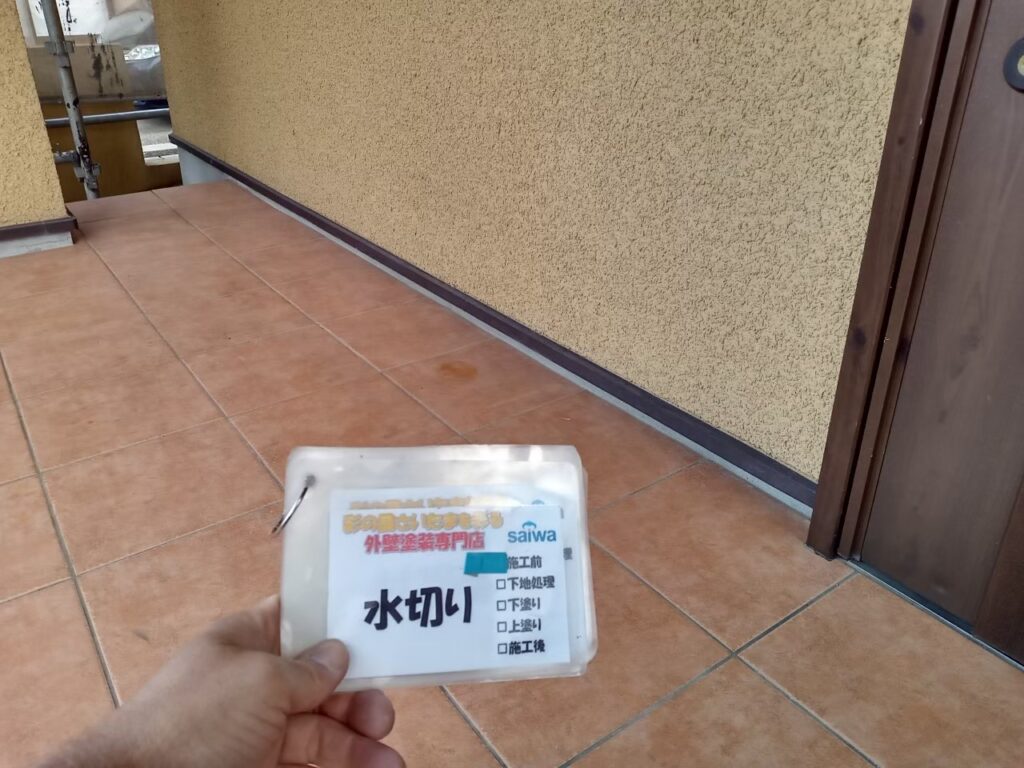 外壁塗装専門店
saiwa
施工前
□下地処理
□下塗り
□上塗り
□施工後
水切り